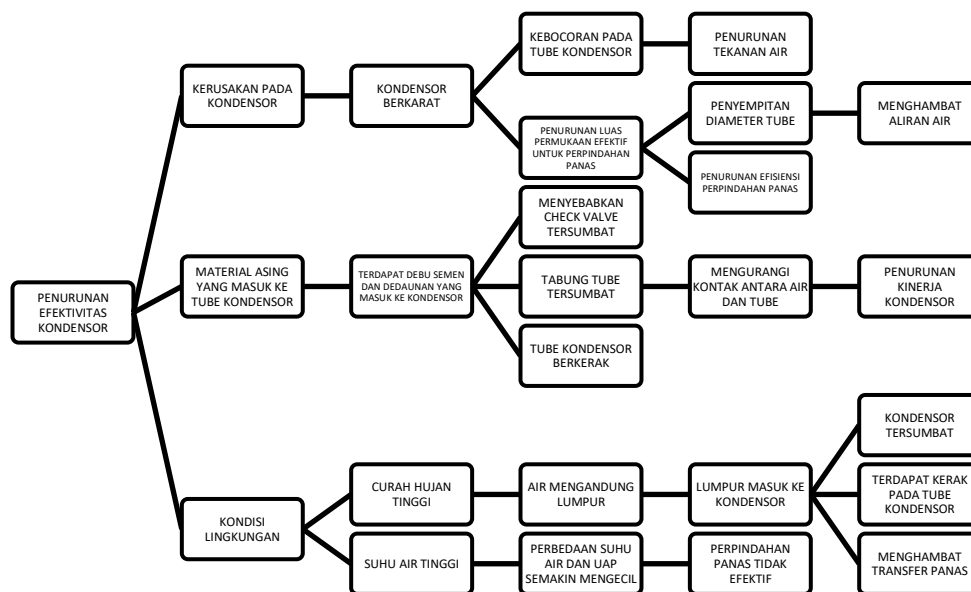 PENURUNAN
EFEKTIVITAS
KONDENSOR
KERUSAKAN PADA
KONDENSOR
KONDENSOR
BERKARAT
KEBOCORAN PADA
TUBE KONDENSOR
PENURUNAN
TEKANAN AIR
PENURUNAN LUAS
PERMUKAAN EFEKTIF
UNTUK PERPINDAHAN
PANAS
PENYEMPITAN
DIAMETER TUBE
MENGHAMBAT
ALIRAN AIR
PENURUNAN EFISIENSI
PERPINDAHAN PANAS
MATERIAL ASING
YANG MASUK KE
TUBE KONDENSOR
TERDAPAT DEBU SEMEN
DAN DEDAUNAN YANG
MASUK KE KONDENSOR
MENYEBABKAN
CHECK VALVE
TERSUMBAT
TABUNG TUBE
TERSUMBAT
MENGURANGI
KONTAK ANTARA AIR
DAN TUBE
PENURUNAN
KINERJA
KONDENSOR
TUBE KONDENSOR
BERKERAK
KONDISI
LINGKUNGAN
CURAH HUJAN
TINGGI
AIR MENGANDUNG
LUMPUR
LUMPUR MASUK KE
KONDENSOR
KONDENSOR
TERSUMBAT
TERDAPAT KERAK
PADA TUBE
KONDENSOR
MENGHAMBAT
TRANSFER PANAS
SUHU AIR TINGGI
PERBEDAAN SUHU
AIR DAN UAP
SEMAKIN MENGECIL
PERPINDAHAN
PANAS TIDAK
EFEKTIF